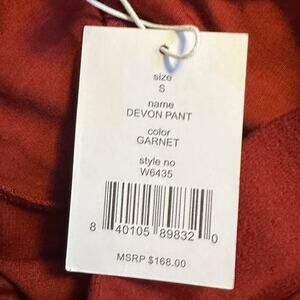 size
S
name
DEVON PANT
color
GARNET
style no
W6435
8 40105 89832 0
MSRP $168.00